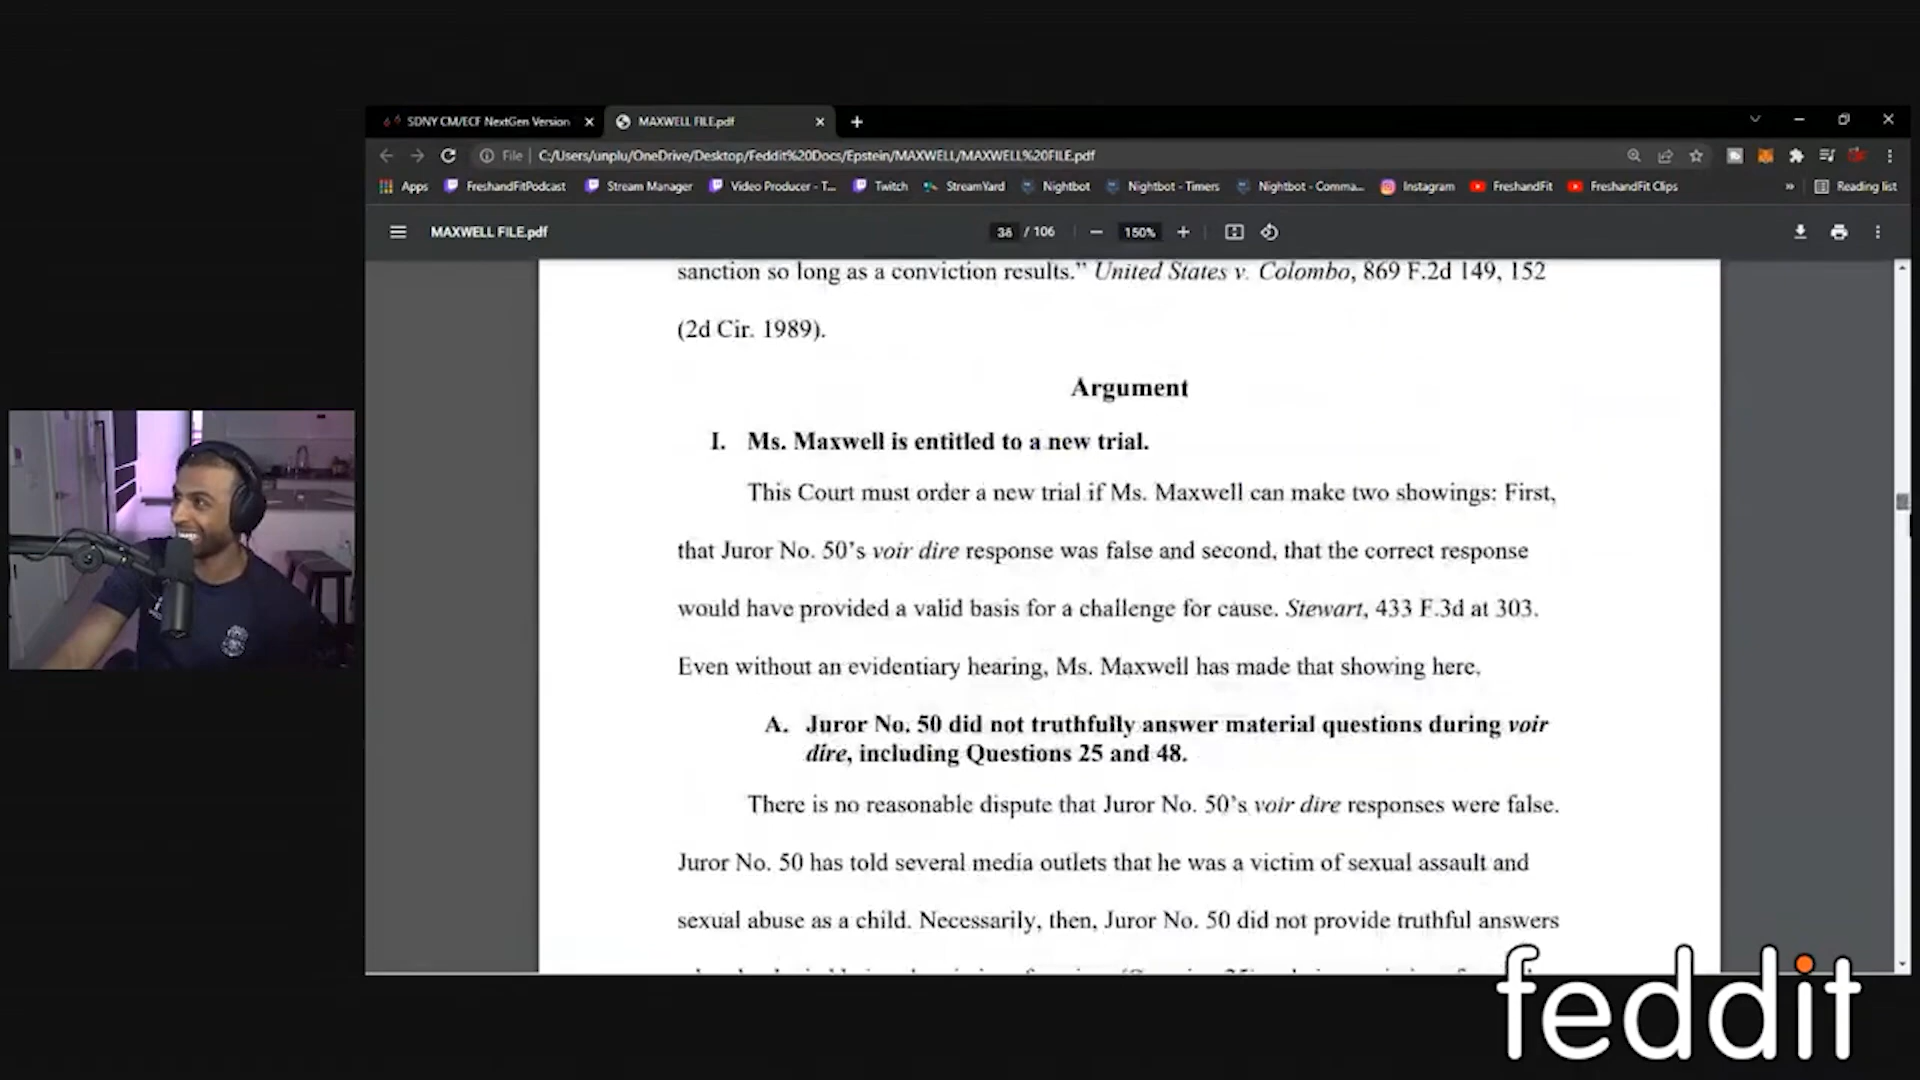 SDNY CM/ECF NextGen Version
MAXWELL FILE.pdf
File
C:/Users/unplu/OneDrive/Desktop/Feddit%20Docs/Epstein/MAXWELL/MAXWELL%20FILE.pdf
Apps FreshandFitPodcast Stream Manager Video Producer - T... Twitch StreamYard Nightbot Nightbot - Timers Nightbot - Comma... Instagram FreshandFit FreshandFit Clips » Reading list
MAXWELL FILE.pdf 36 / 106 150%
sanction so long as a conviction results.” United States v. Colombo, 869 F.2d 149, 152
(2d Cir. 1989).
Argument
I. Ms. Maxwell is entitled to a new trial.
This Court must order a new trial if Ms. Maxwell can make two showings: First,
that Juror No. 50’s voir dire response was false and second, that the correct response
would have provided a valid basis for a challenge for cause. Stewart, 433 F.3d at 303.
Even without an evidentiary hearing, Ms. Maxwell has made that showing here.
A. Juror No. 50 did not truthfully answer material questions during voir
dire, including Questions 25 and 48.
There is no reasonable dispute that Juror No. 50’s voir dire responses were false.
Juror No. 50 has told several media outlets that he was a victim of sexual assault and
sexual abuse as a child. Necessarily, then, Juror No. 50 did not provide truthful answers
feddit